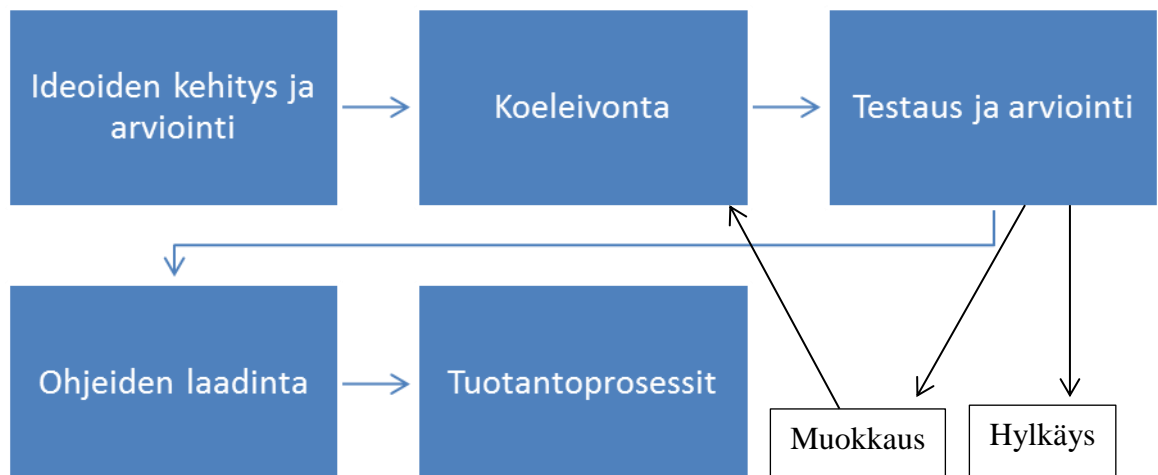 Ideoiden kehitys ja
arviointi
Koeleivonta
Testaus ja arviointi
Ohjeiden laadinta
Tuotantoprosessit
Muokkaus
Hylkäys